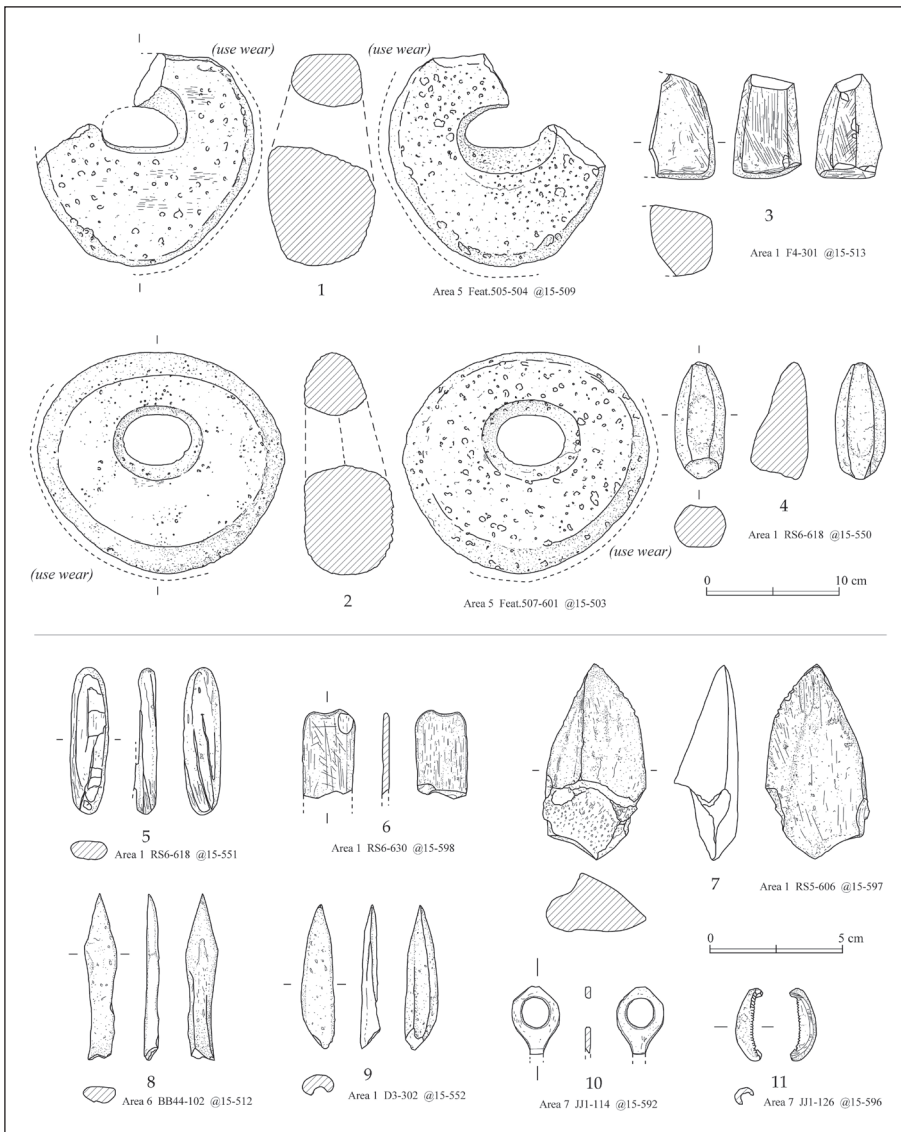 (use wear)
(use wear)
1
Area 5 Feat.505-504 @15-509
3
Area 1 F4-301 @15-513
(use wear)
2
Area 5 Feat.507-601 @15-503
(use wear)
4
Area 1 RS6-618 @15-550
0 10 cm
5
Area 1 RS6-618 @15-551
6
Area 1 RS6-630 @15-598
7
Area 1 RS5-606 @15-597
0 5 cm
8
Area 6 BB44-102 @15-512
9
Area 1 D3-302 @15-552
10
Area 7 JJ1-114 @15-592
11
Area 7 JJ1-126 @15-596